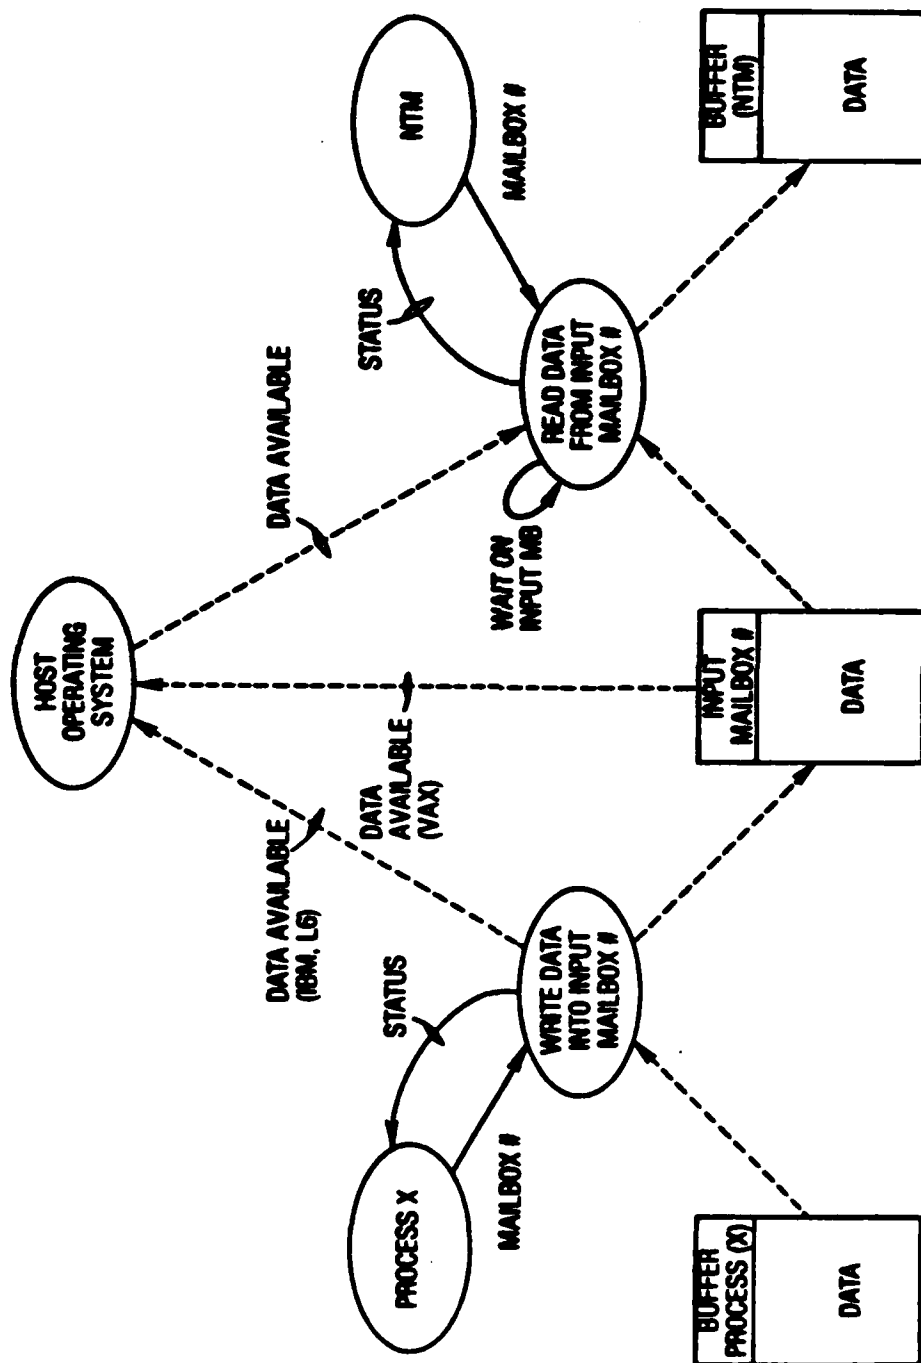 HOST
OPERATING
SYSTEM
DATA AVAILABLE
(IBM, L6)
DATA
AVAILABLE
(VAX)
DATA AVAILABLE
PROCESS X
STATUS
MAILBOX #
WRITE DATA
INTO INPUT
MAILBOX #
STATUS
NTM
MAILBOX #
WAIT ON
INPUT MB
READ DATA
FROM INPUT
MAILBOX #
BUFFER
PROCESS (X)
DATA
INPUT
MAILBOX #
DATA
BUFFER
(NTM)
DATA